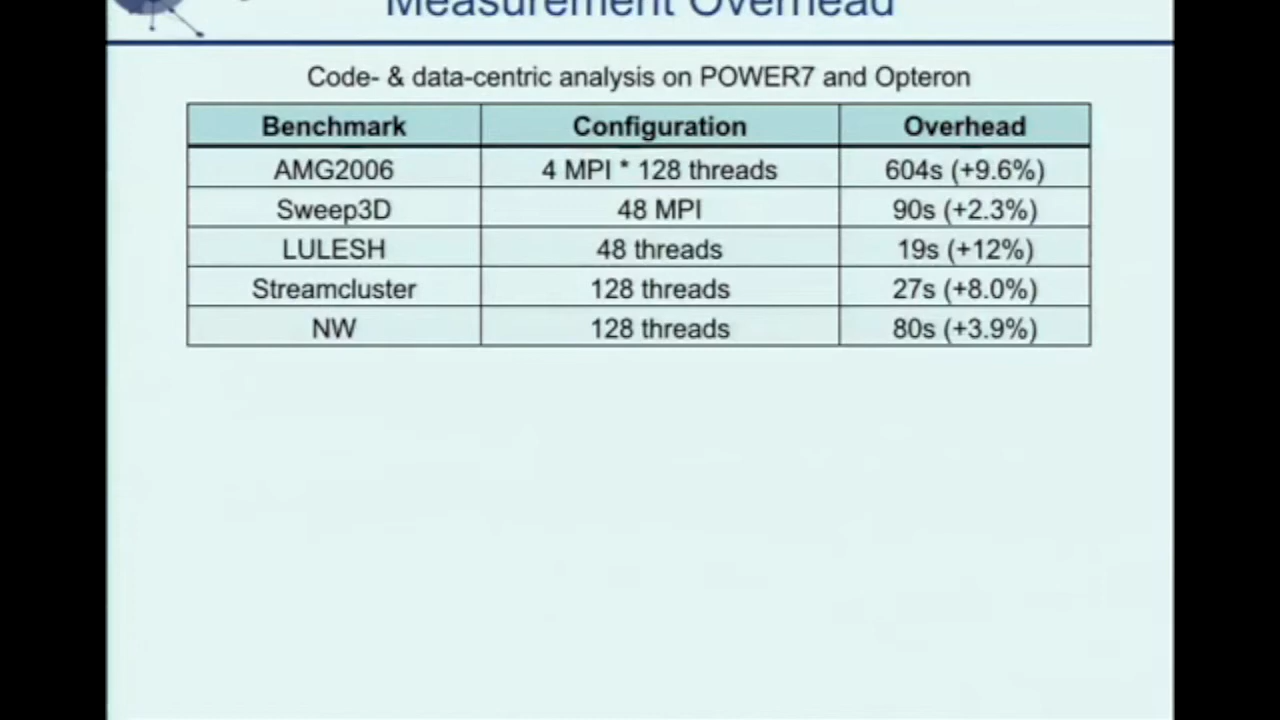 Measurement Overhead
Code- & data-centric analysis on POWER7 and Opteron
Benchmark Configuration Overhead
AMG2006 4 MPI * 128 threads 604s (+9.6%)
Sweep3D 48 MPI 90s (+2.3%)
LULESH 48 threads 19s (+12%)
Streamcluster 128 threads 27s (+8.0%)
NW 128 threads 80s (+3.9%)